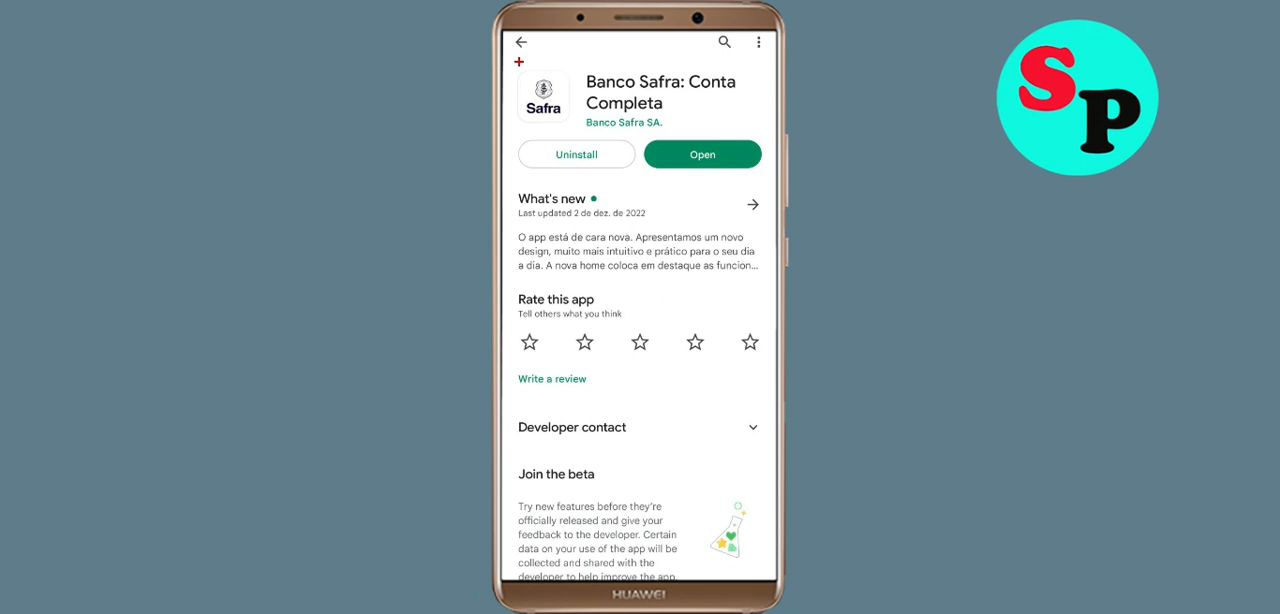 SP
Safra
Banco Safra: Conta
Completa
Banco Safra SA.
Uninstall
Open
What's new
Last updated 2 de dez. de 2022
O app está de cara nova. Apresentamos um novo
design, muito mais intuitivo e prático para o seu dia
a dia. A nova home coloca em destaque as funcion...
Rate this app
Tell others what you think
Write a review
Developer contact
Join the beta
Try new features before they're
officially released and give your
feedback to the developer. Certain
data on your use of the app will be
collected and shared with the
developer to help improve the app.
HUAWEI